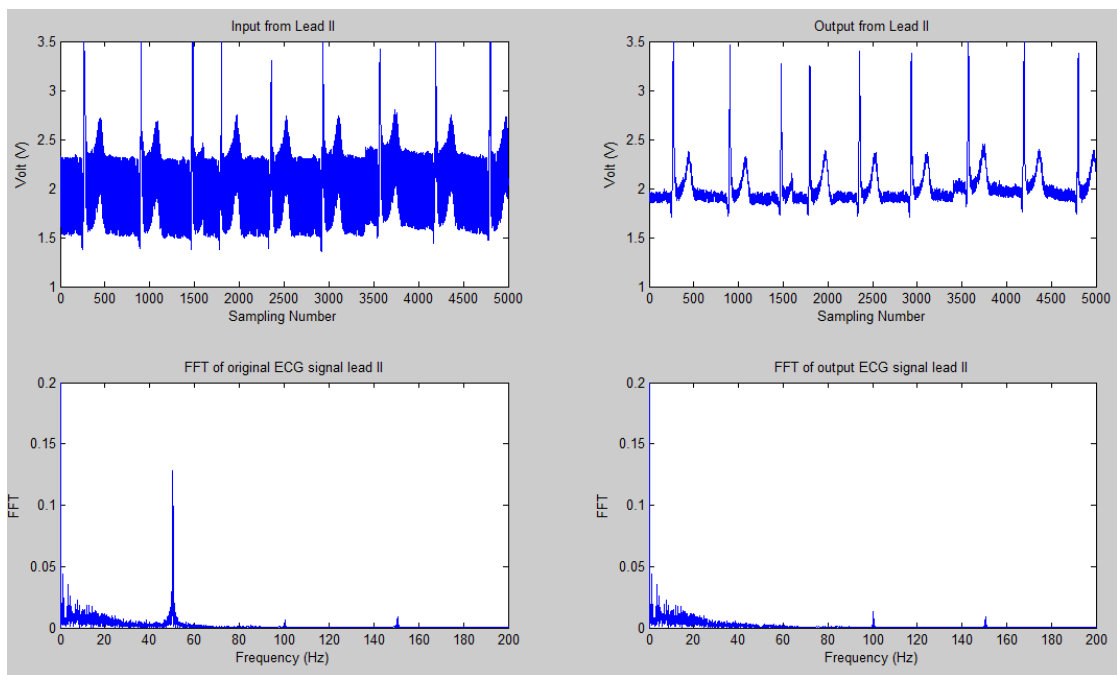 Input from Lead II
3.5
3
2.5
2
1.5
1
Volt (V)
0 500 1000 1500 2000 2500 3000 3500 4000 4500 5000
Sampling Number
Output from Lead II
3.5
3
2.5
2
1.5
1
Volt (V)
0 500 1000 1500 2000 2500 3000 3500 4000 4500 5000
Sampling Number
FFT of original ECG signal lead II
0.2
0.15
0.1
0.05
0
FFT
0 20 40 60 80 100 120 140 160 180 200
Frequency (Hz)
FFT of output ECG signal lead II
0.2
0.15
0.1
0.05
0
FFT
0 20 40 60 80 100 120 140 160 180 200
Frequency (Hz)